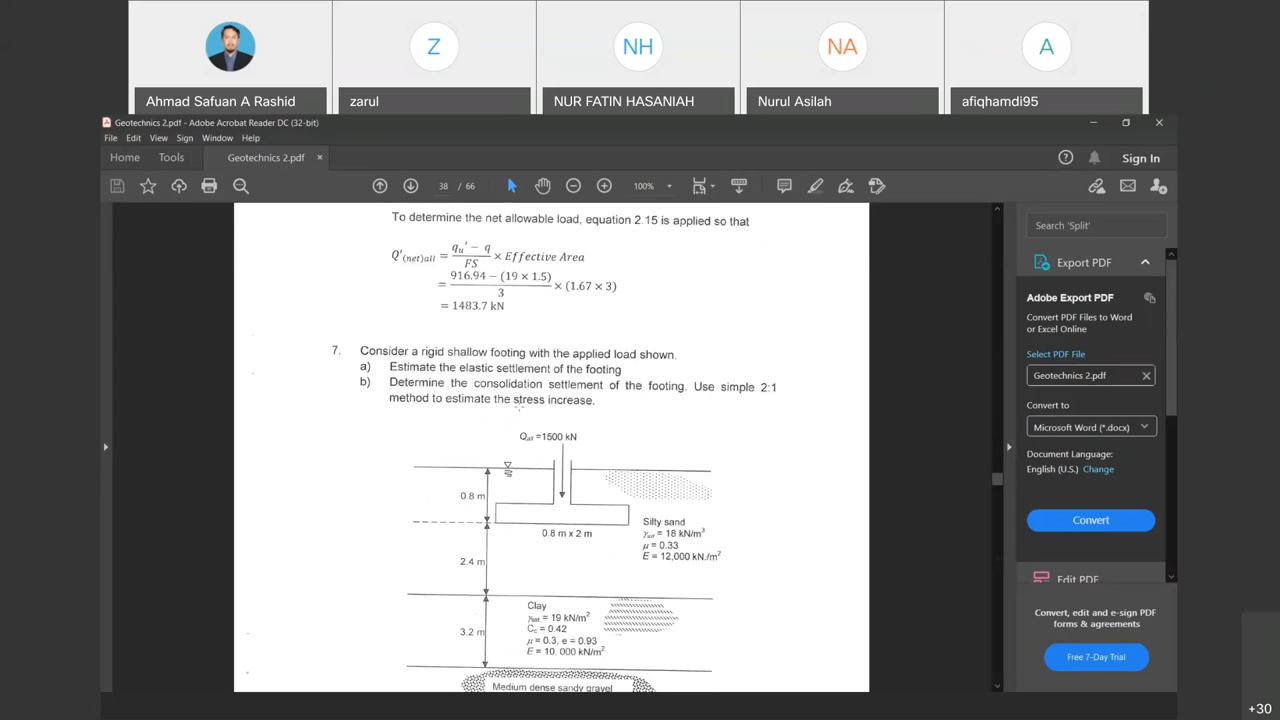 Z
NH
NA
A
Ahmad Safuan A Rashid
zarul
NUR FATIN HASANIAH
Nurul Asilah
afiqhamdi95
Geotechnics 2.pdf - Adobe Acrobat Reader DC (32-bit)
File Edit View Sign Window Help
Home Tools Geotechnics 2.pdf × Sign In
38 / 66 100%
To determine the net allowable load, equation 2.15 is applied so that
Q'(net)all = (qu' − q)/FS × Effective Area
= (916.94 − (19 × 1.5))/3 × (1.67 × 3)
= 1483.7 kN
7. Consider a rigid shallow footing with the applied load shown.
a) Estimate the elastic settlement of the footing
b) Determine the consolidation settlement of the footing. Use simple 2:1
method to estimate the stress increase.
Qall =1500 kN
0.8 m
0.8 m x 2 m
Silty sand
γsat = 18 kN/m³
μ = 0.33
E = 12,000 kN./m²
2.4 m
Clay
γsat = 19 kN/m²
Cc = 0.42
μ = 0.3, e = 0.93
E = 10. 000 kN/m²
3.2 m
Medium dense sandy gravel
Search 'Split'
Export PDF
Adobe Export PDF
Convert PDF Files to Word
or Excel Online
Select PDF File
Geotechnics 2.pdf ×
Convert to
Microsoft Word (*.docx)
Document Language:
English (U.S.) Change
Convert
Edit PDF
Convert, edit and e-sign PDF
forms & agreements
Free 7-Day Trial
+30